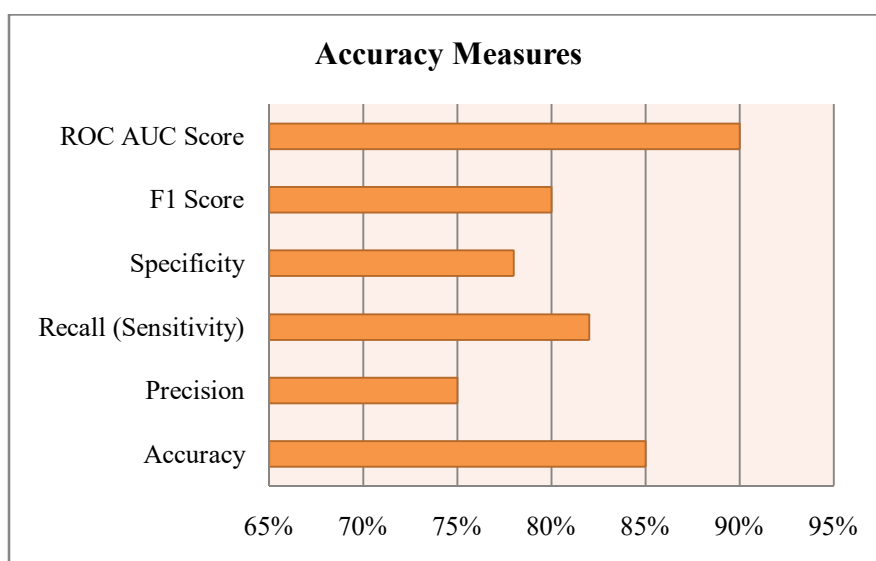 Accuracy Measures
ROC AUC Score
F1 Score
Specificity
Recall (Sensitivity)
Precision
Accuracy
65% 70% 75% 80% 85% 90% 95%